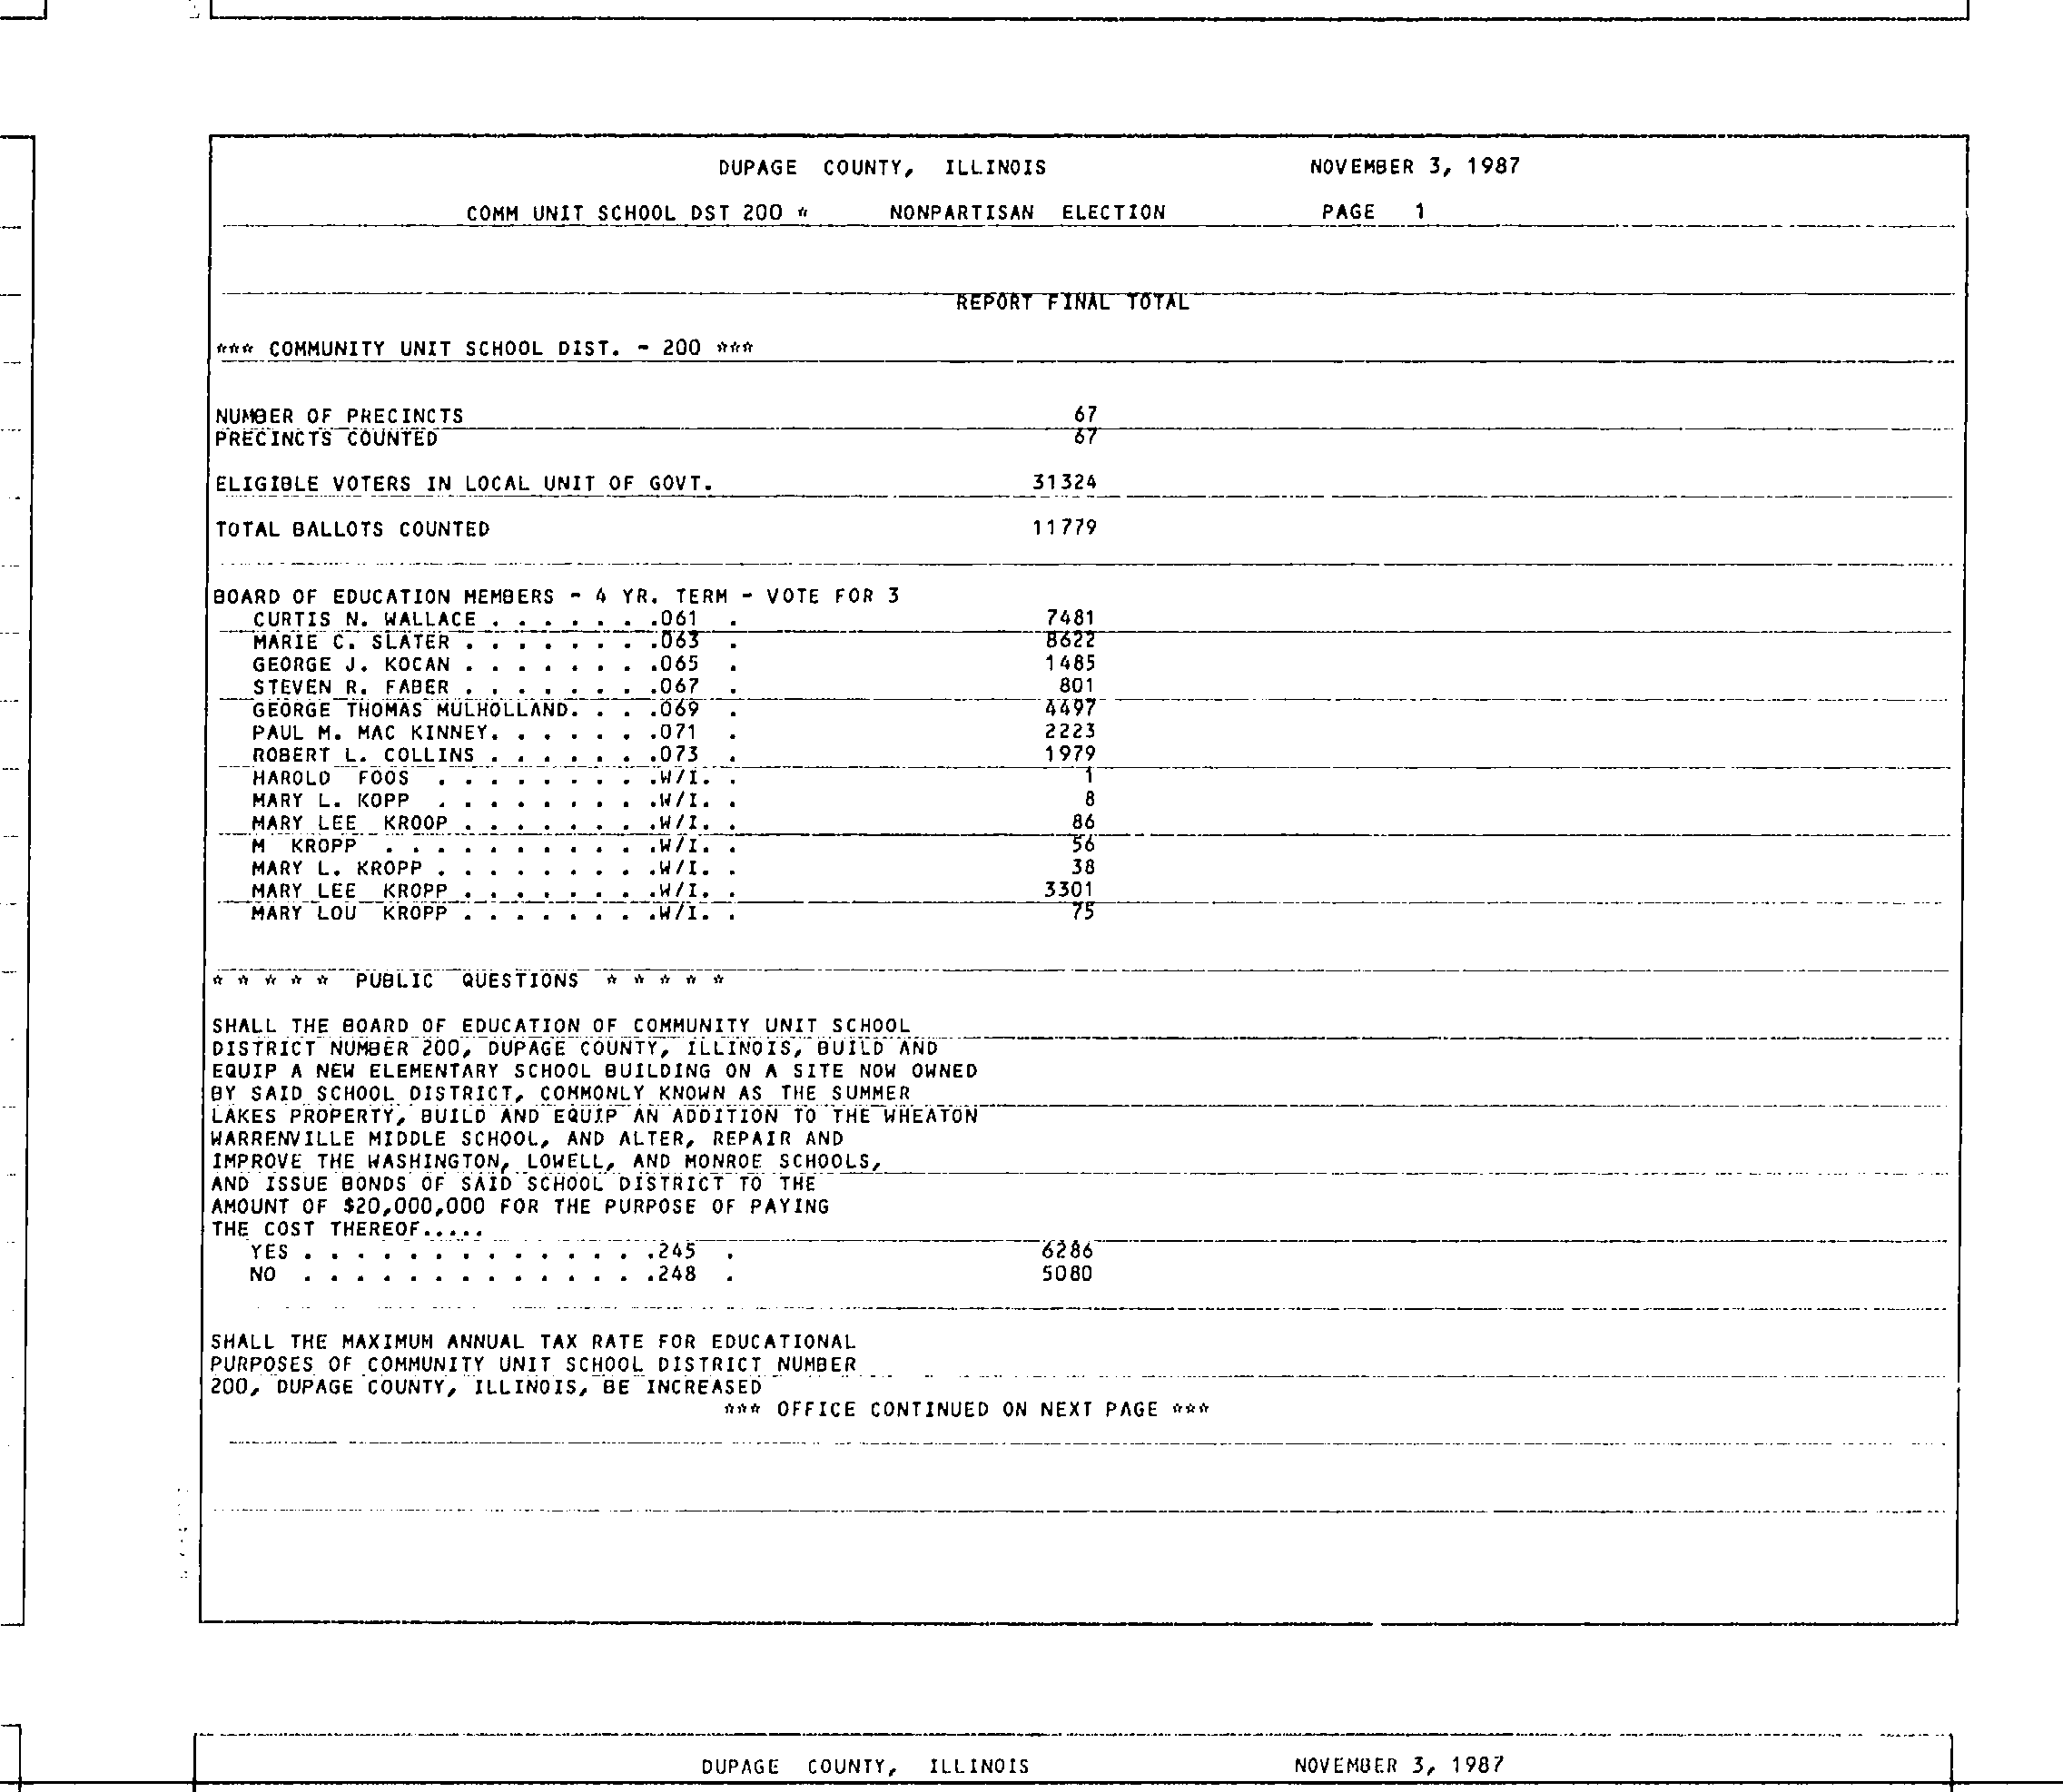 DUPAGE COUNTY, ILLINOIS NOVEMBER 3, 1987
COMM UNIT SCHOOL DST 200 * NONPARTISAN ELECTION PAGE 1
REPORT FINAL TOTAL
*** COMMUNITY UNIT SCHOOL DIST. - 200 ***
NUMBER OF PRECINCTS 67
PRECINCTS COUNTED 67
ELIGIBLE VOTERS IN LOCAL UNIT OF GOVT. 31324
TOTAL BALLOTS COUNTED 11779
BOARD OF EDUCATION MEMBERS - 4 YR. TERM - VOTE FOR 3
CURTIS N. WALLACE . . . . . . .061 . 7481
MARIE C. SLATER . . . . . . . .063 . 8622
GEORGE J. KOCAN . . . . . . . .065 . 1485
STEVEN R. FABER . . . . . . . .067 . 801
GEORGE THOMAS MULHOLLAND. . . .069 . 4497
PAUL M. MAC KINNEY. . . . . . .071 . 2223
ROBERT L. COLLINS . . . . . . .073 . 1979
HAROLD FOOS . . . . . . . . .W/I. . 1
MARY L. KOPP . . . . . . . . .W/I. . 8
MARY LEE KROOP . . . . . . . .W/I. . 86
M KROPP . . . . . . . . . . .W/I. . 56
MARY L. KROPP . . . . . . . . .W/I. . 38
MARY LEE KROPP . . . . . . . .W/I. . 3301
MARY LOU KROPP . . . . . . . .W/I. . 75
* * * * * PUBLIC QUESTIONS * * * * *
SHALL THE BOARD OF EDUCATION OF COMMUNITY UNIT SCHOOL
DISTRICT NUMBER 200, DUPAGE COUNTY, ILLINOIS, BUILD AND
EQUIP A NEW ELEMENTARY SCHOOL BUILDING ON A SITE NOW OWNED
BY SAID SCHOOL DISTRICT, COMMONLY KNOWN AS THE SUMMER
LAKES PROPERTY, BUILD AND EQUIP AN ADDITION TO THE WHEATON
WARRENVILLE MIDDLE SCHOOL, AND ALTER, REPAIR AND
IMPROVE THE WASHINGTON, LOWELL, AND MONROE SCHOOLS,
AND ISSUE BONDS OF SAID SCHOOL DISTRICT TO THE
AMOUNT OF $20,000,000 FOR THE PURPOSE OF PAYING
THE COST THEREOF.....
YES . . . . . . . . . . . . . .245 . 6286
NO . . . . . . . . . . . . . .248 . 5080
SHALL THE MAXIMUM ANNUAL TAX RATE FOR EDUCATIONAL
PURPOSES OF COMMUNITY UNIT SCHOOL DISTRICT NUMBER
200, DUPAGE COUNTY, ILLINOIS, BE INCREASED
*** OFFICE CONTINUED ON NEXT PAGE ***
DUPAGE COUNTY, ILLINOIS NOVEMBER 3, 1987